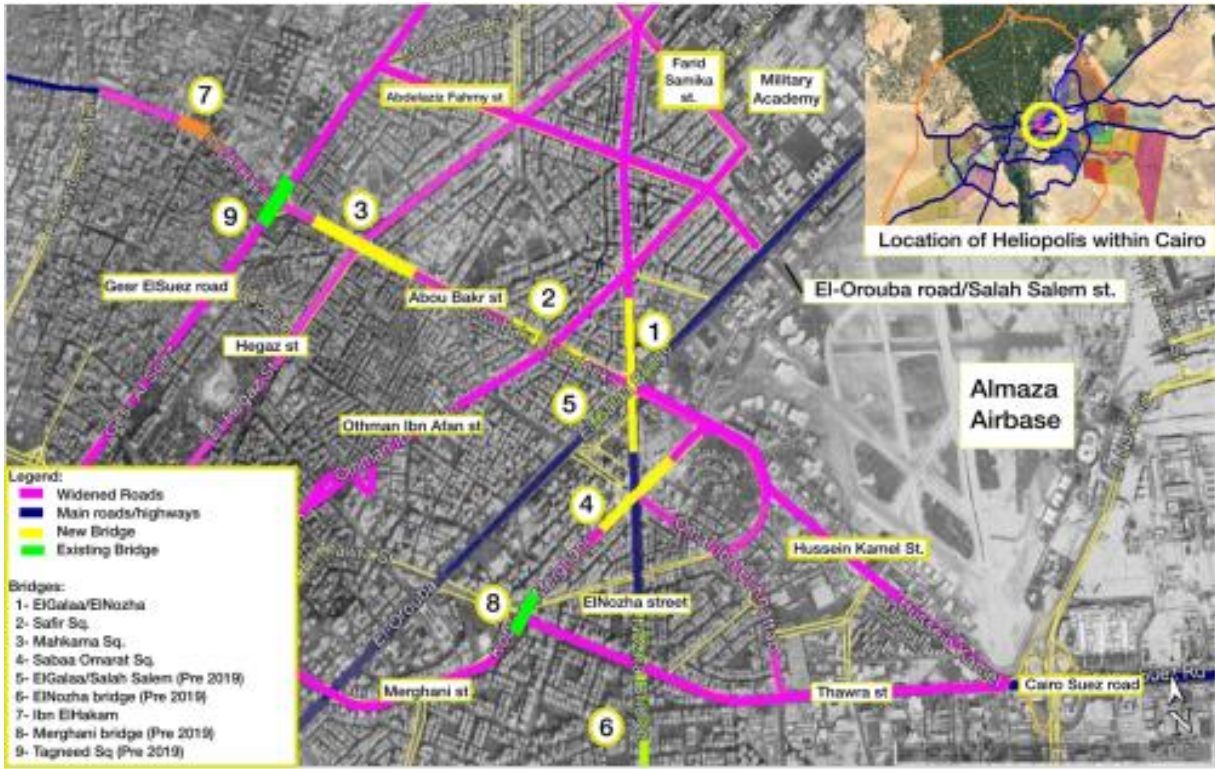 Farid
Samika
st.
Military
Academy
7
Abdelaziz Fahmy st
9
3
Location of Heliopolis within Cairo
Gesr ElSuez road
Abou Bakr st
2
El-Orouba road/Salah Salem st.
1
Hegaz st
Almaza
Airbase
5
Othman Ibn Afan st
Legend:
Widened Roads
Main roads/highways
New Bridge
Existing Bridge
4
Hussein Kamel St.
ElNozha street
8
Bridges:
1- ElGalaa/ElNozha
2- Safir Sq.
3- Mahkama Sq.
4- Sabaa Omarat Sq.
5- ElGalaa/Salah Salem (Pre 2019)
6- ElNozha bridge (Pre 2019)
7- Ibn ElHakam
8- Merghani bridge (Pre 2019)
9- Tagneed Sq (Pre 2019)
Merghani st
Thawra st
Cairo Suez road
6
N